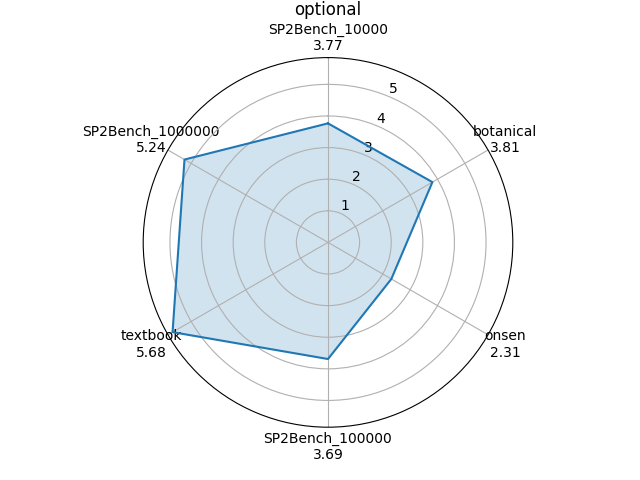 optional
SP2Bench_10000
3.77
SP2Bench_1000000
5.24
botanical
3.81
5
4
3
2
1
textbook
5.68
onsen
2.31
SP2Bench_100000
3.69